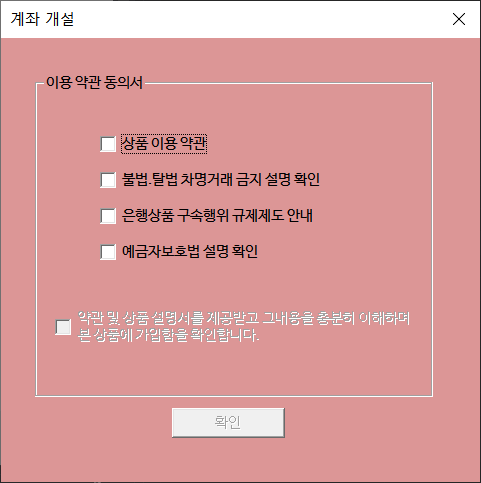 계좌 개설
이용 약관 동의서
상품 이용 약관
불법.탈법 차명거래 금지 설명 확인
은행상품 구속행위 규제제도 안내
예금자보호법 설명 확인
약관 및 상품 설명서를 제공받고 그내용을 충분히 이해하며
본 상품에 가입함을 확인합니다.
확인